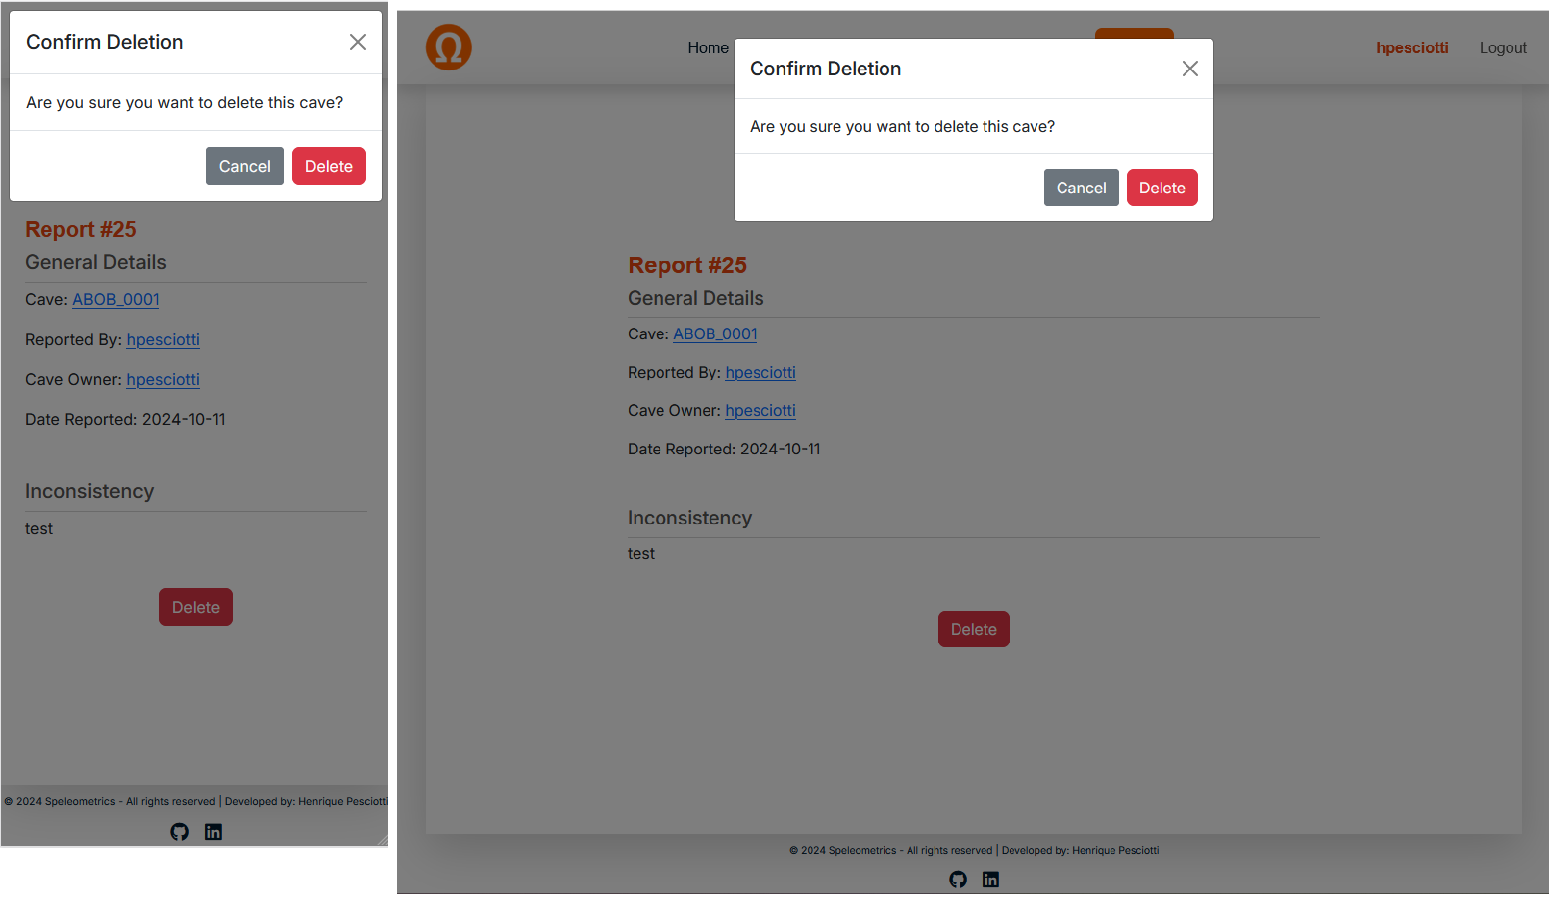 Confirm Deletion
Are you sure you want to delete this cave?
Cancel Delete
Report #25
General Details
Cave: ABOB_0001
Reported By: hpesciotti
Cave Owner: hpesciotti
Date Reported: 2024-10-11
Inconsistency
test
Delete
© 2024 Speleometrics - All rights reserved | Developed by: Henrique Pesciotti
in
Ω Home hpesciotti Logout
Confirm Deletion
Are you sure you want to delete this cave?
Cancel Delete
Report #25
General Details
Cave: ABOB_0001
Reported By: hpesciotti
Cave Owner: hpesciotti
Date Reported: 2024-10-11
Inconsistency
test
Delete
© 2024 Speleometrics - All rights reserved | Developed by: Henrique Pesciotti
in